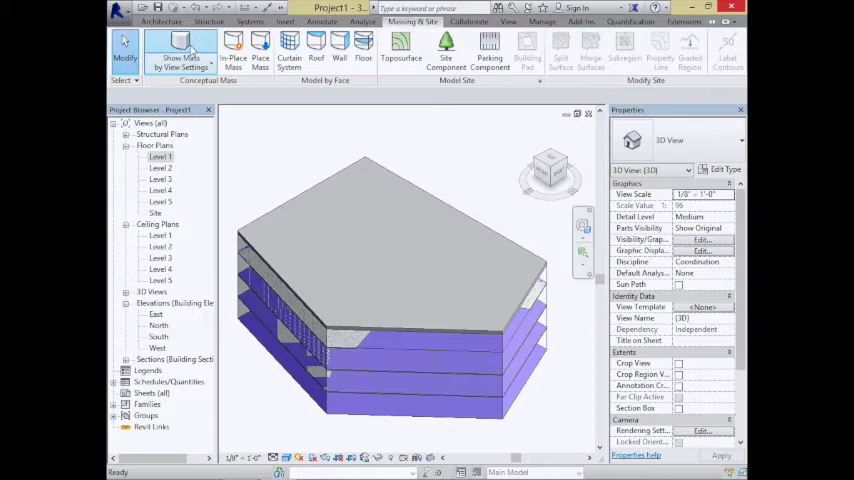 Project1 - 3...
Type a keyword or phrase
Sign In
Architecture Structure Systems Insert Annotate Analyze Massing & Site Collaborate View Manage Add-Ins Quantification Extensions
Modify
Show Mass
by View Settings
In-Place
Mass
Place
Mass
Curtain
System
Roof
Wall
Floor
Toposurface
Site
Component
Parking
Component
Building
Pad
Split
Surface
Merge
Surfaces
Subregion
Property
Line
Graded
Region
Label
Contours
50
Select
Conceptual Mass
Model by Face
Model Site
Modify Site
Project Browser - Project1
Views (all)
Structural Plans
Floor Plans
Level 1
Level 2
Level 3
Level 4
Level 5
Site
Ceiling Plans
Level 1
Level 2
Level 3
Level 4
Level 5
3D Views
Elevations (Building Ele
East
North
South
West
Sections (Building Secti
Legends
Schedules/Quantities
Sheets (all)
Families
Groups
Revit Links
Properties
3D View
3D View: {3D}
Edit Type
Graphics
View Scale 1/8" = 1'-0"
Scale Value 1: 96
Detail Level Medium
Parts Visibility Show Original
Visibility/Grap... Edit...
Graphic Displa... Edit...
Discipline Coordination
Default Analys... None
Sun Path
Identity Data
View Template <None>
View Name {3D}
Dependency Independent
Title on Sheet
Extents
Crop View
Crop Region V...
Annotation Cr...
Far Clip Active
Section Box
Camera
Rendering Sett... Edit...
Locked Orienta...
Properties help
Apply
1/8" = 1'-0"
Ready
:0
Main Model